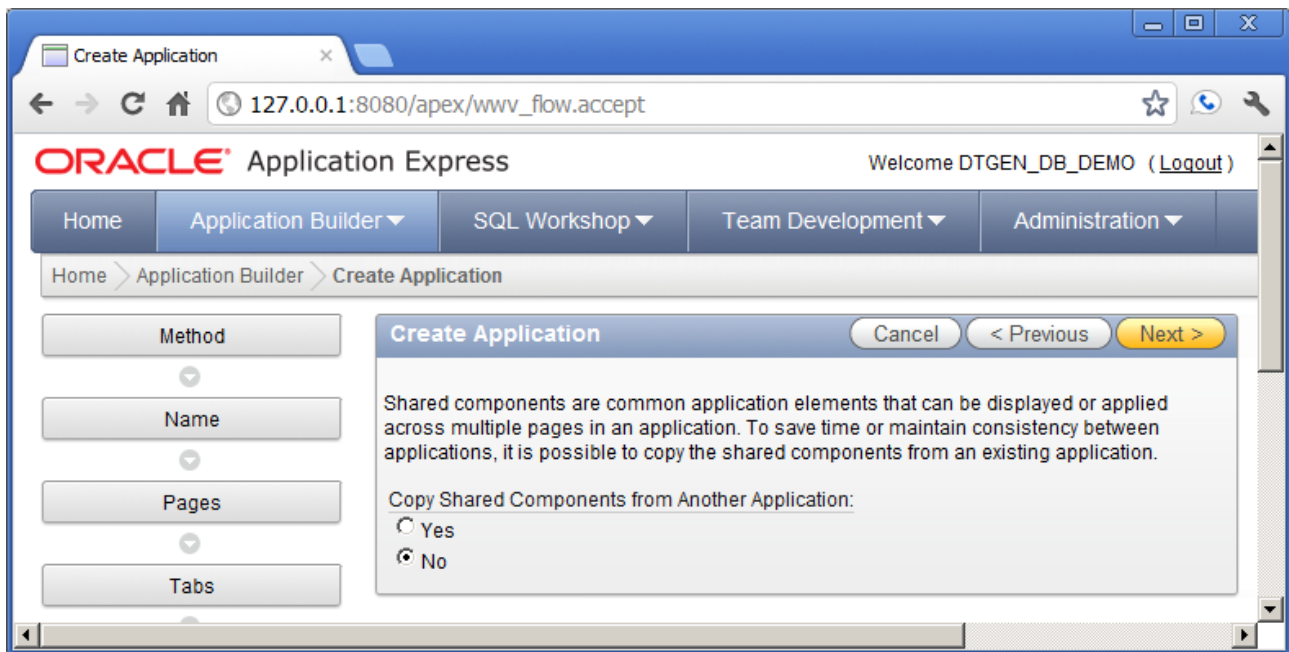 Create Application
127.0.0.1:8080/apex/wwv_flow.accept
ORACLE Application Express
Welcome DTGEN_DB_DEMO ( Logout )
Home Application Builder SQL Workshop Team Development Administration
Home Application Builder Create Application
Method
Name
Pages
Tabs
Create Application Cancel < Previous Next >
Shared components are common application elements that can be displayed or applied
across multiple pages in an application. To save time or maintain consistency between
applications, it is possible to copy the shared components from an existing application.
Copy Shared Components from Another Application:
Yes
No